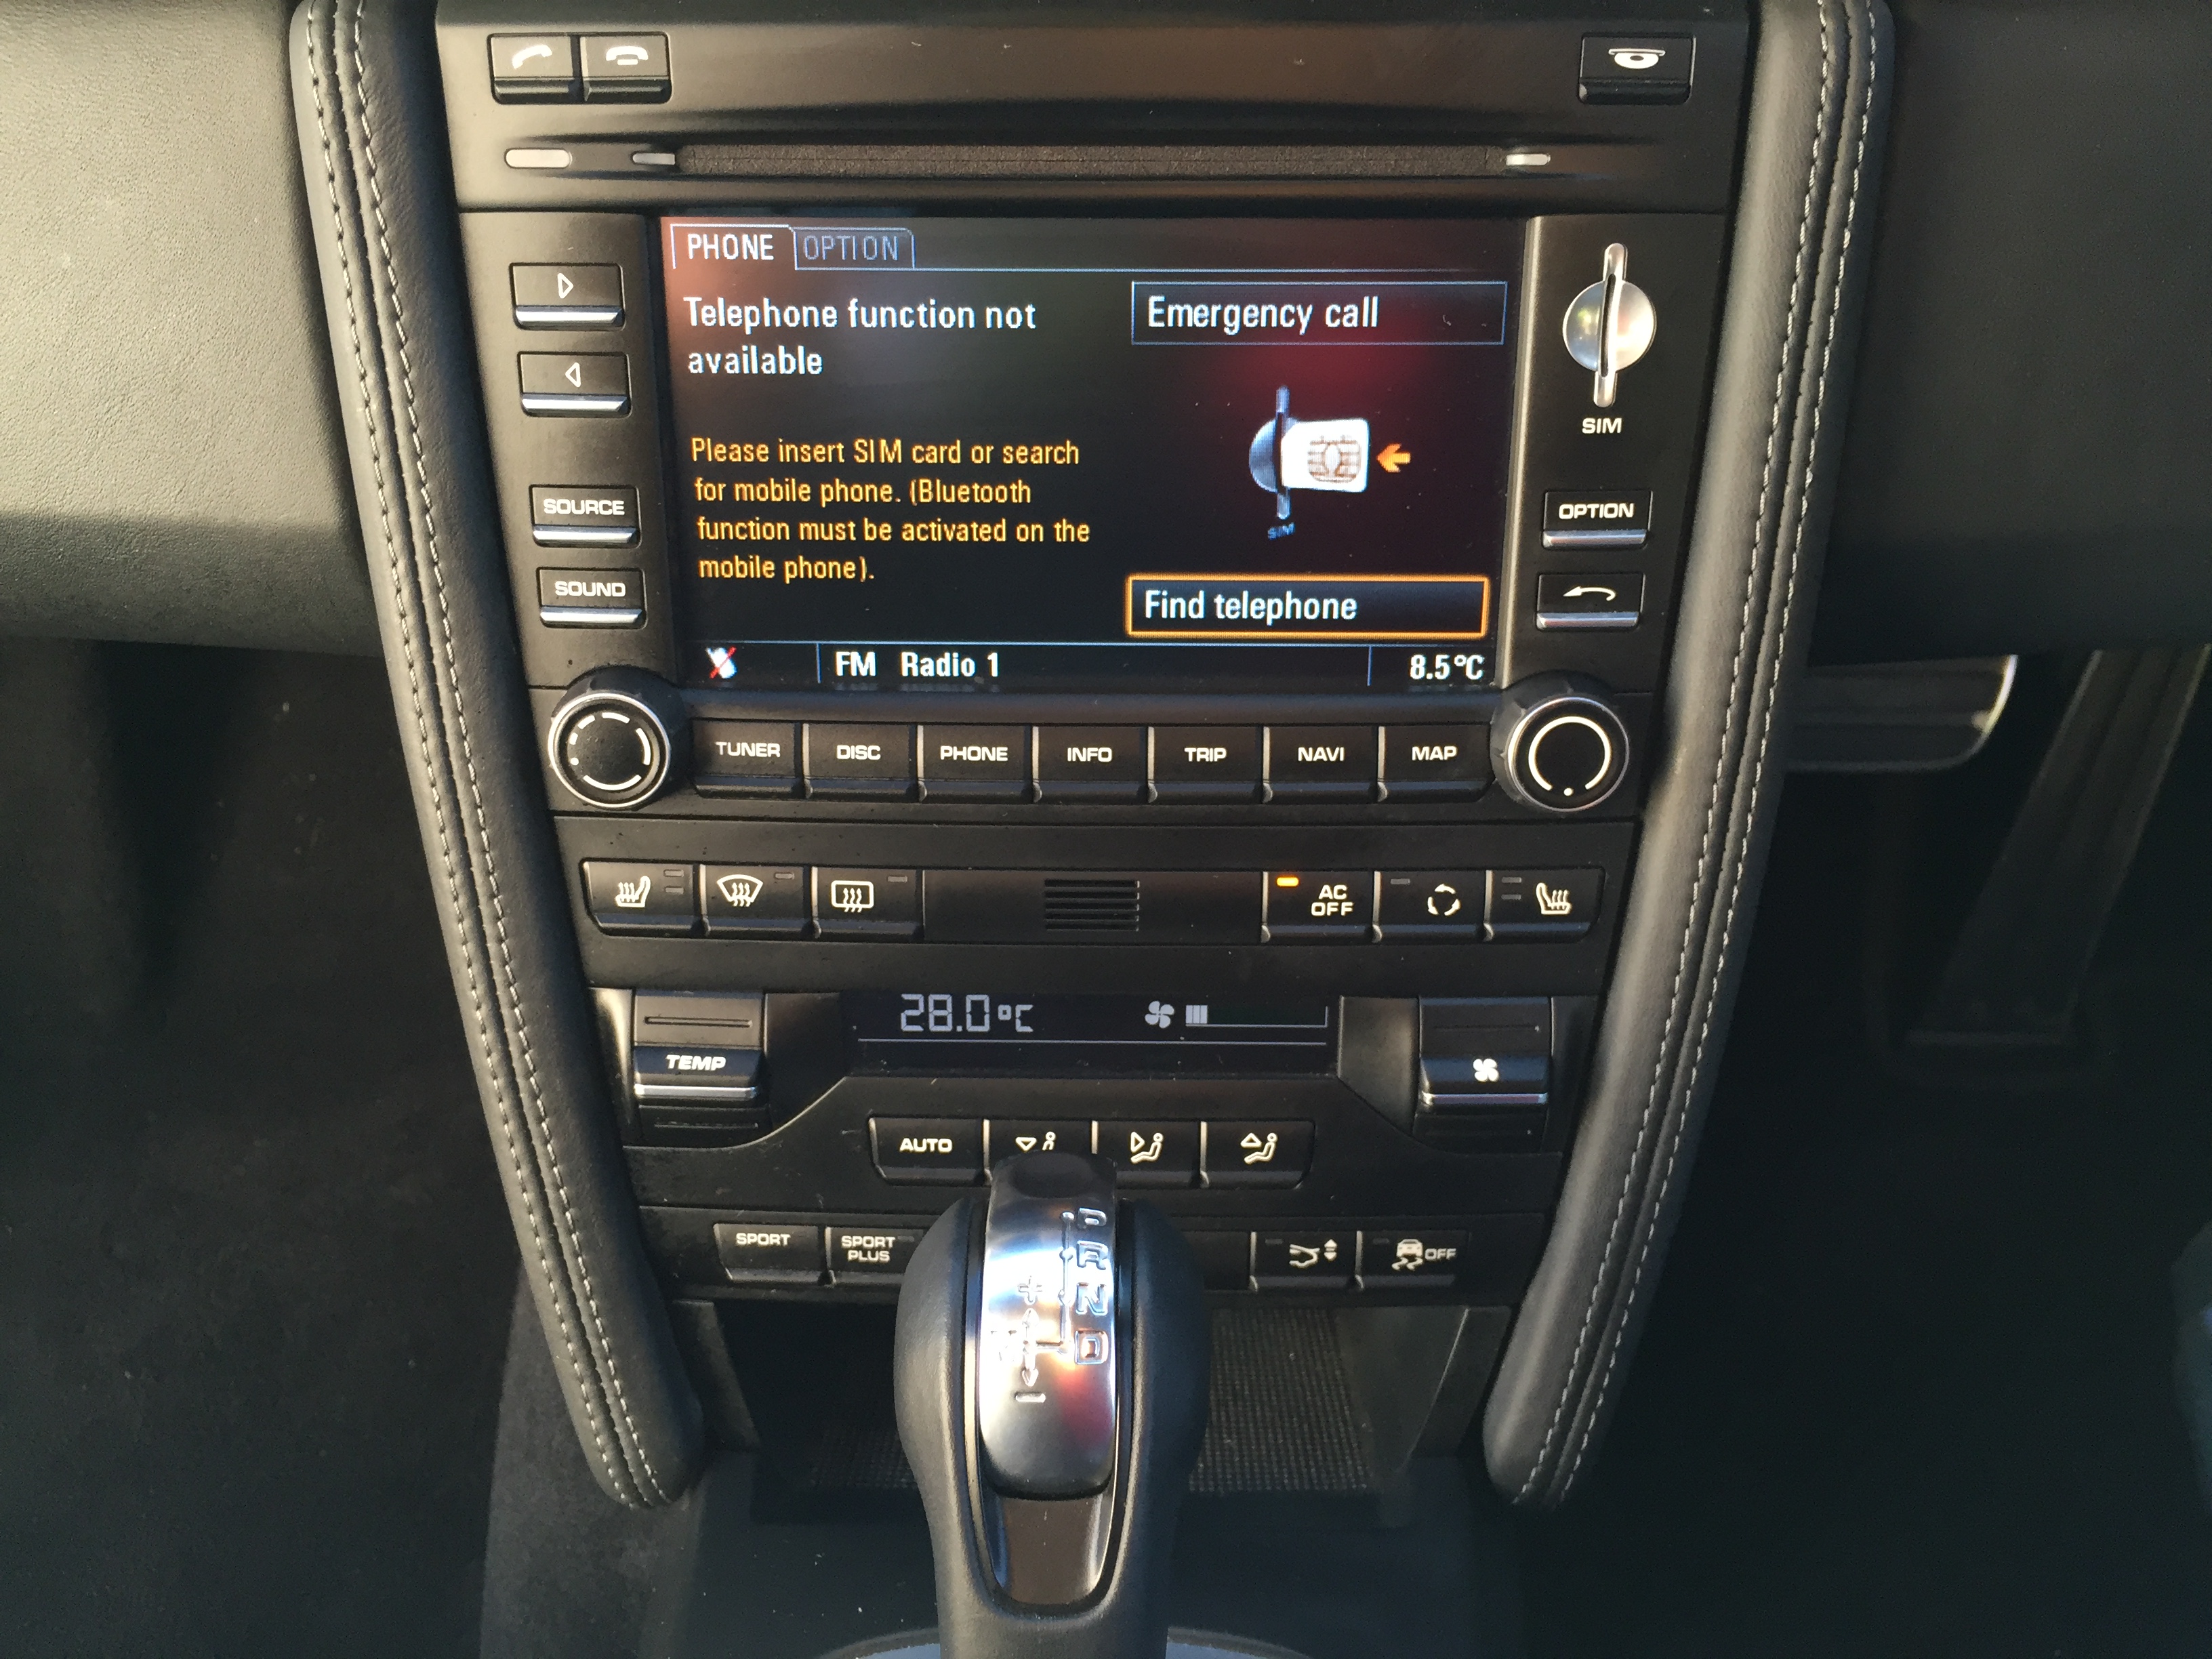 PHONE OPTION
Telephone function not
available
Emergency call
Please insert SIM card or search
for mobile phone. (Bluetooth
function must be activated on the
mobile phone).
SIM
Find telephone
FM Radio 1
8.5°C
SIM
SOURCE
SOUND
OPTION
TUNER
DISC
PHONE
INFO
TRIP
NAVI
MAP
AC
OFF
28.0°C
TEMP
AUTO
SPORT
SPORT
PLUS
OFF
P
R
N
D
+
-